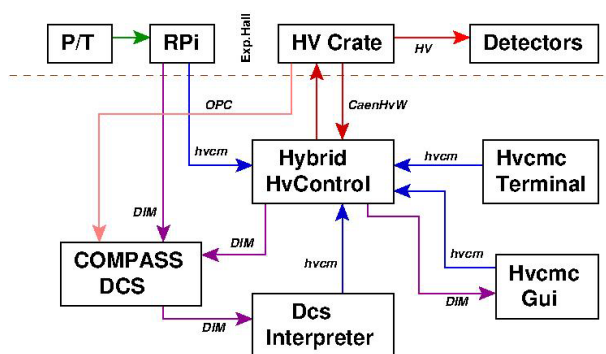 P/T
RPi
Exp.Hall
HV Crate
HV
Detectors
OPC
CaenHvW
hvcm
Hybrid
HvControl
hvcm
Hvcmc
Terminal
DIM
DIM
hvcm
hvcm
COMPASS
DCS
Hvcmc
Gui
DIM
DIM
Dcs
Interpreter